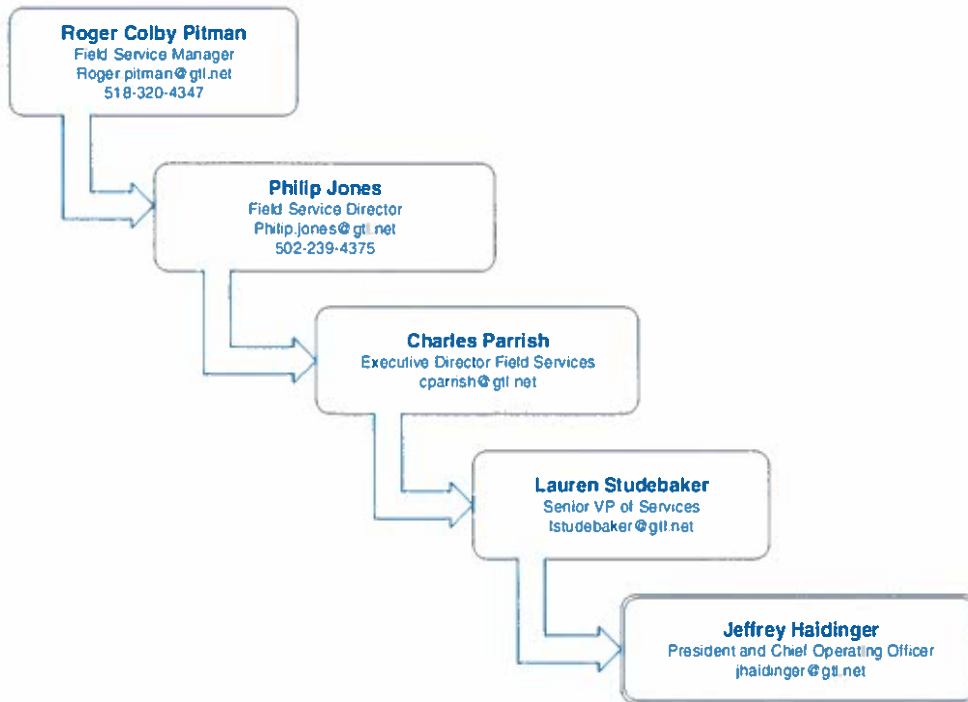 Roger Colby Pitman
Field Service Manager
Roger.pitman@gtl.net
518-320-4347
Philip Jones
Field Service Director
Philip.jones@gtl.net
502-239-4375
Charles Parrish
Executive Director Field Services
cparrish@gtl.net
Lauren Studebaker
Senior VP of Services
lstudebaker@gtl.net
Jeffrey Haidinger
President and Chief Operating Officer
jhaidinger@gtl.net